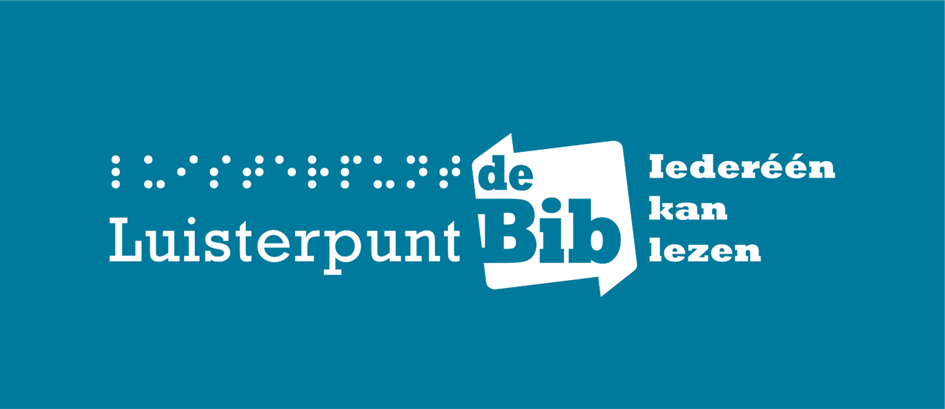 ⠇⠥⠊⠎⠞⠑⠗⠏⠥⠝⠞
Luisterpunt
de
Bib
Iederéén
kan
lezen